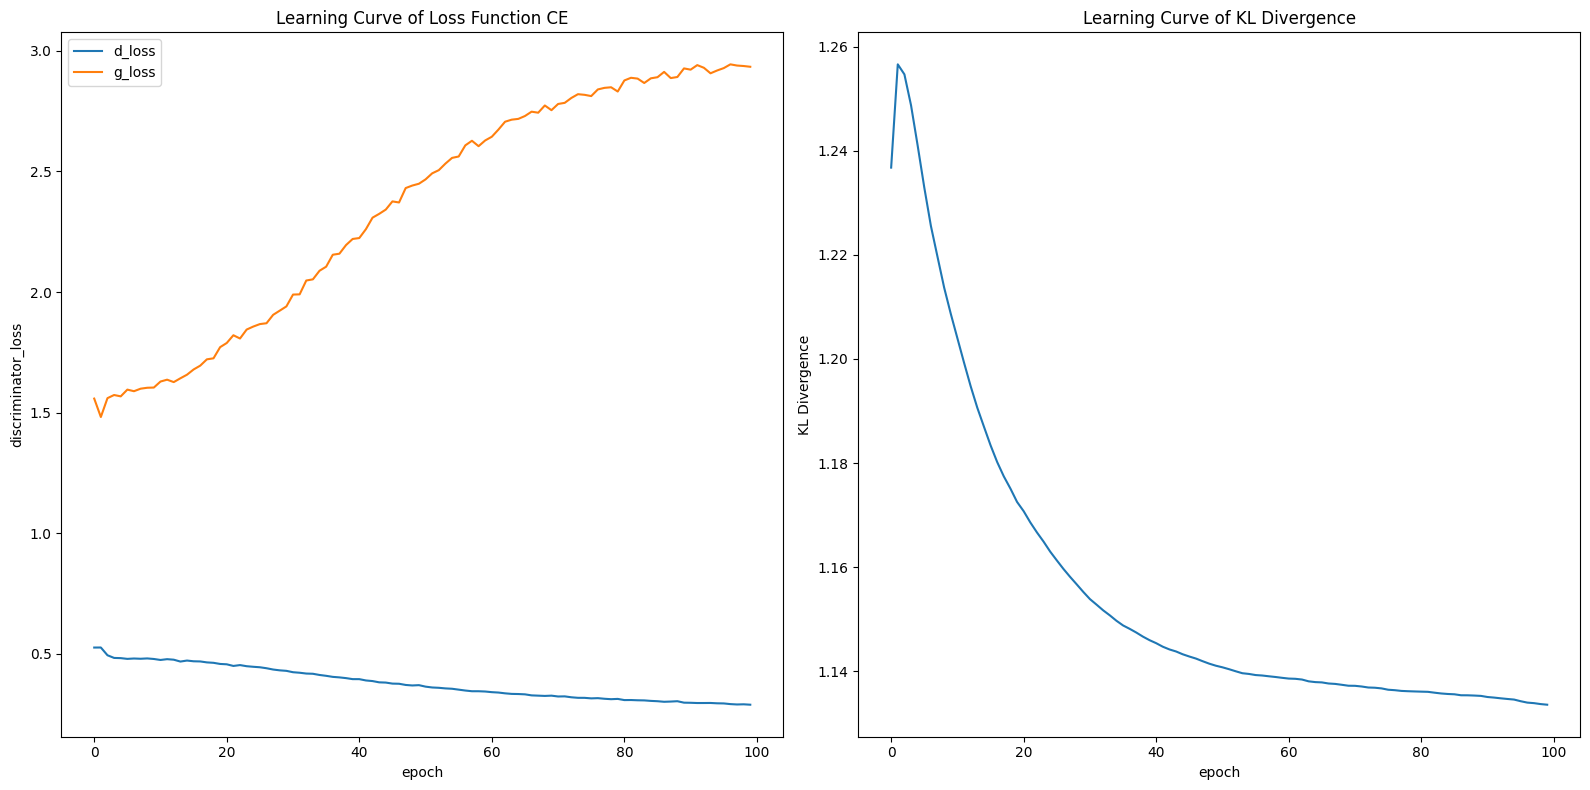 Learning Curve of Loss Function CE
d_loss
g_loss
3.0
2.5
2.0
1.5
1.0
0.5
discriminator_loss
0 20 40 60 80 100
epoch
Learning Curve of KL Divergence
1.26
1.24
1.22
1.20
1.18
1.16
1.14
KL Divergence
0 20 40 60 80 100
epoch